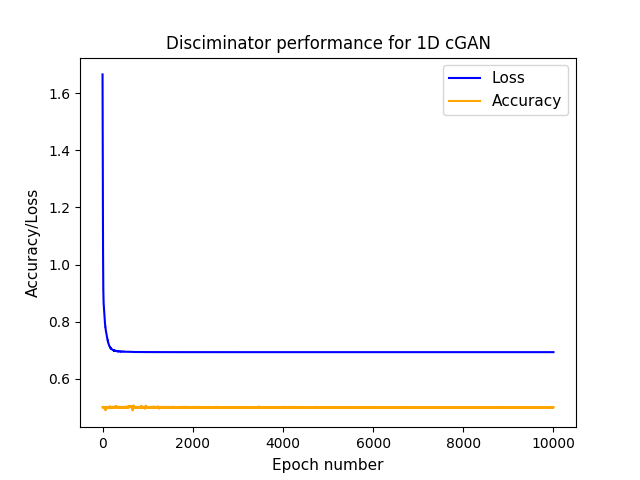 Disciminator performance for 1D cGAN
Loss
Accuracy
Accuracy/Loss
1.6
1.4
1.2
1.0
0.8
0.6
0
2000
4000
6000
8000
10000
Epoch number